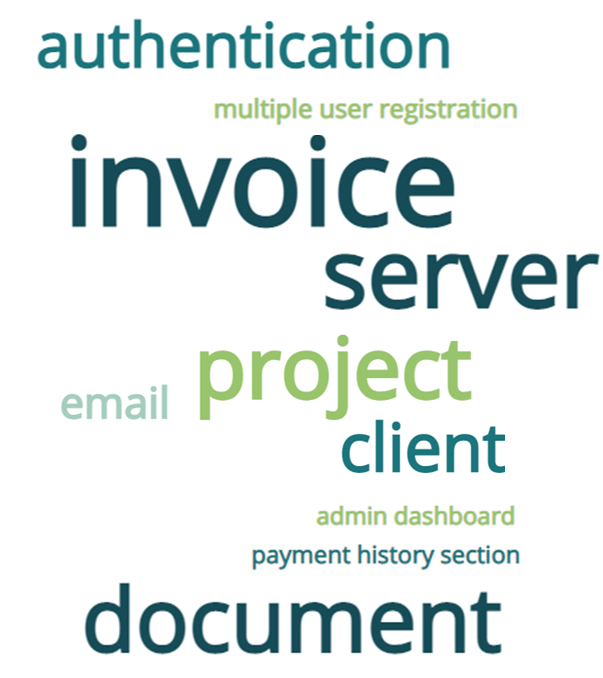 authentication
multiple user registration
invoice
server
project
email
client
admin dashboard
payment history section
document